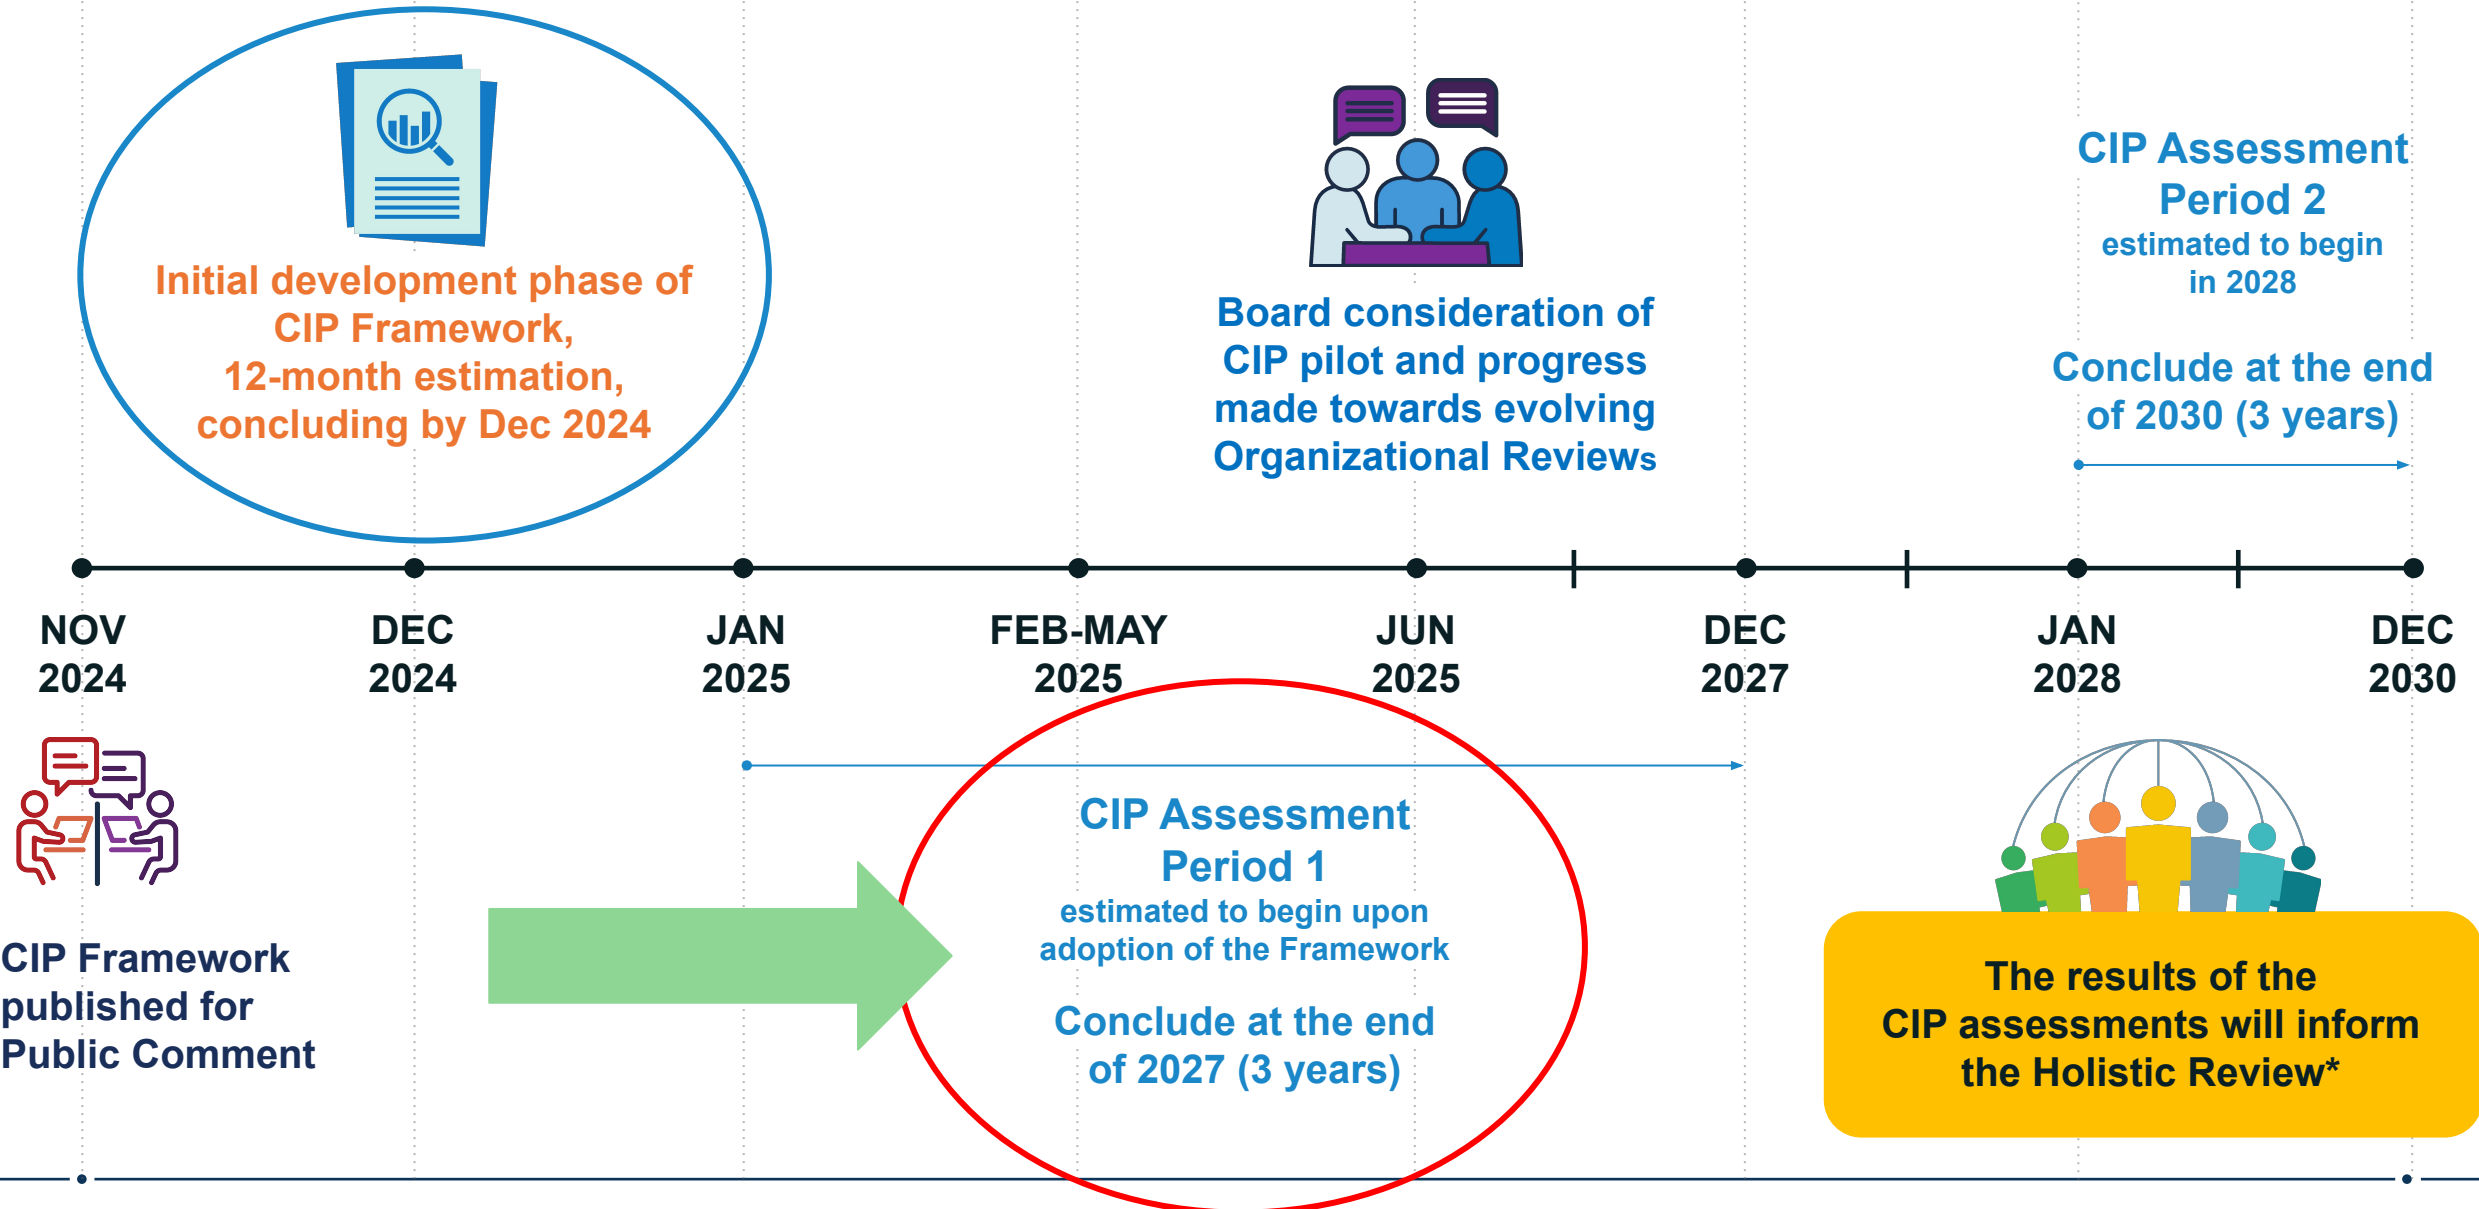 Initial development phase of
CIP Framework,
12-month estimation,
concluding by Dec 2024
Board consideration of
CIP pilot and progress
made towards evolving
Organizational Reviews
CIP Assessment
Period 2
estimated to begin
in 2028
Conclude at the end
of 2030 (3 years)
NOV
2024
DEC
2024
JAN
2025
FEB-MAY
2025
JUN
2025
DEC
2027
JAN
2028
DEC
2030
CIP Framework
published for
Public Comment
CIP Assessment
Period 1
estimated to begin upon
adoption of the Framework
Conclude at the end
of 2027 (3 years)
The results of the
CIP assessments will inform
the Holistic Review*